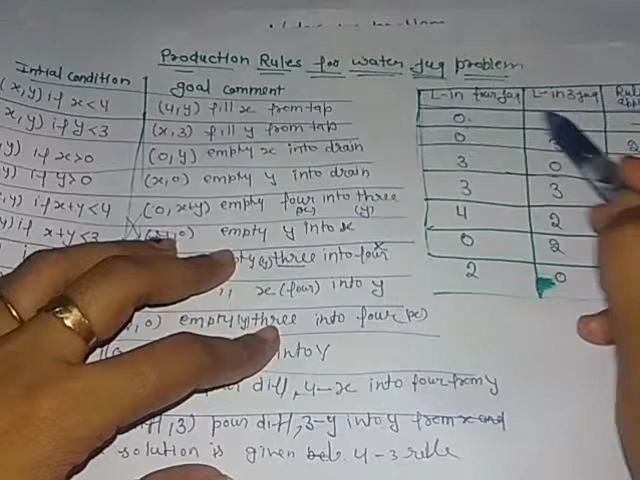 Production Rules for water Jug problem
Initial condition
goal comment
(x,y) if x<4
(4,y) fill x from tap
x,y) if y<3
(x,3) fill y from tap
,y) if x>0
(0,y) empty x into drain
y) if y>0
(x,0) empty y into drain
,y) if x+y<4
(0,x+y) empty four into three
(x) (y)
y) if x+y<3
,0) empty y into x
three into four
x
x (four) into y
, 0) empty (y) three into four (x)
into Y
diff, 4-x into four from y
,3) pour diff, 3-y into y from x and
solution is given 4-3
L-in four Jug
L-in 3 Jug
0.
0
3
0
3
3
4
2
0
2
2
0
2